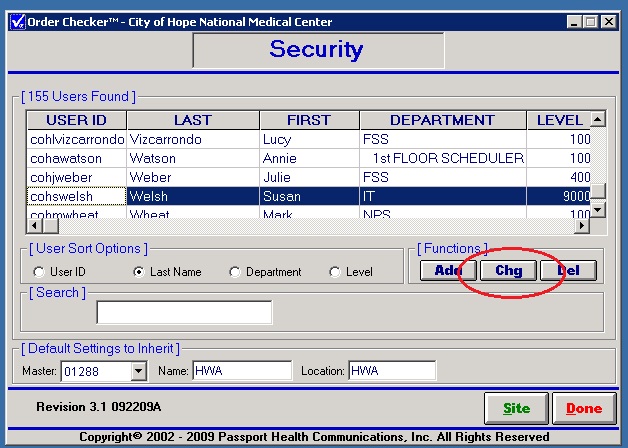 Order Checker™ - City of Hope National Medical Center
Security
[ 155 Users Found ]
USER ID LAST FIRST DEPARTMENT LEVEL
cohlvizcarrondo Vizcarrondo Lucy FSS 100
cohawatson Watson Annie 1st FLOOR SCHEDULER 100
cohjweber Weber Julie FSS 400
cohswelsh Welsh Susan IT 9000
cohmwheat Wheat Mark NPS 100
[ User Sort Options ] [ Functions ]
User ID Last Name Department Level Add Chg Del
[ Search ]
[ Default Settings to Inherit ]
Master: 01288 Name: HWA Location: HWA
Revision 3.1 092209A Site Done
Copyright© 2002 - 2009 Passport Health Communications, Inc. All Rights Reserved